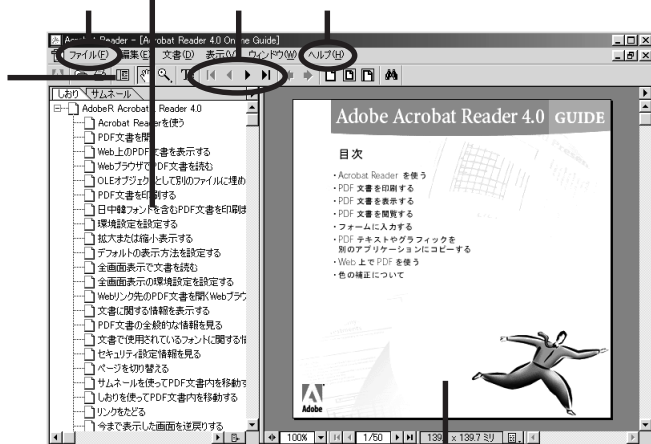 Acrobat Reader - [Acrobat Reader 4.0 Online Guide]
ファイル(F) 編集(E) 文書(D) 表示(V) ウィンドウ(W) ヘルプ(H)
しおり サムネール
AdobeR Acrobat Reader 4.0
Acrobat Readerを使う
PDF文書を開
Web上のPDF文書を表示する
WebブラウザでPDF文書を読む
OLEオブジェクトとして別のファイルに埋め
PDF文書を印刷する
日中韓フォントを含むPDF文書を印刷ま
環境設定を設定する
拡大または縮小表示する
デフォルトの表示方法を設定する
全画面表示で文書を読む
全画面表示の環境設定を設定する
Webリンク先のPDF文書を開くWebブラウ
文書に関する情報を表示する
PDF文書の全般的な情報を見る
文書で使用されているフォントに関する情
セキュリティ設定情報を見る
ページを切り替える
サムネールを使ってPDF文書内を移動す
しおりを使ってPDF文書内を移動する
リンクをたどる
今まで表示した画面を逆戻りする
Adobe Acrobat Reader 4.0 GUIDE
目次
・Acrobat Reader を使う
・PDF 文書を印刷する
・PDF 文書を表示する
・PDF 文書を閲覧する
・フォームに入力する
・PDF テキストやグラフィックを
別のアプリケーションにコピーする
・Web 上で PDF を使う
・色の補正について
Adobe
100% 1/50 139. x 139.7 ミリ